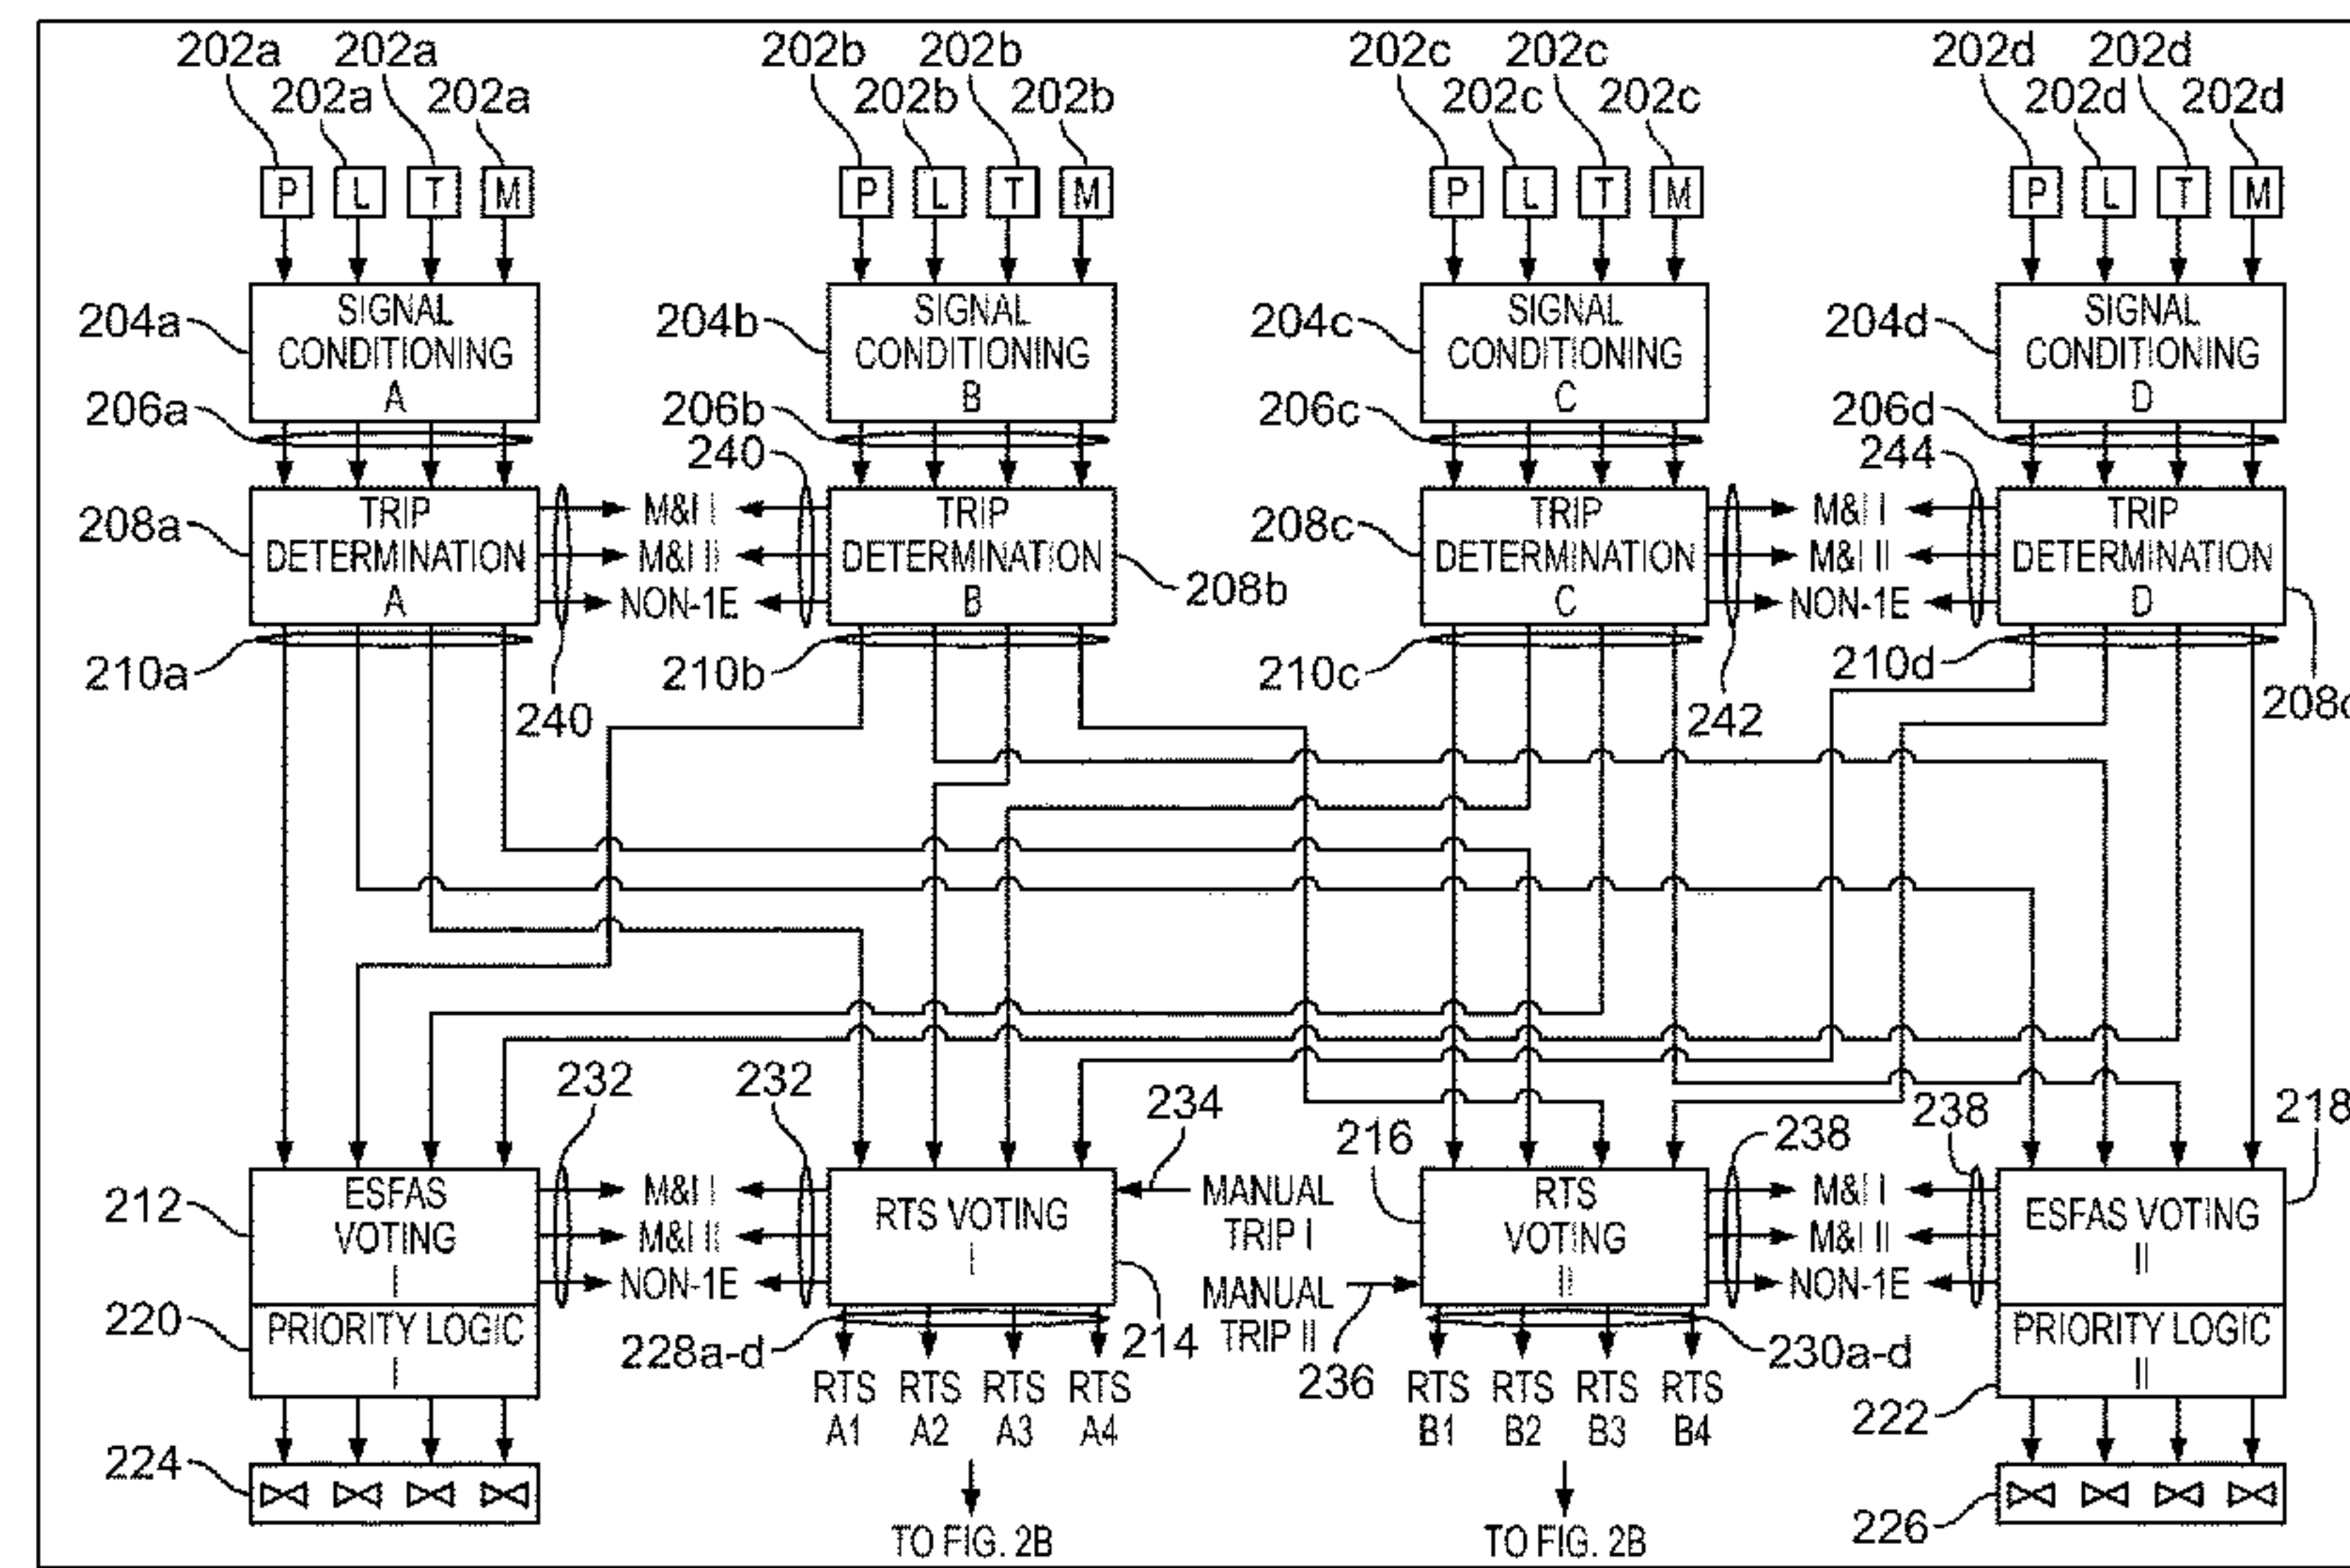 202a 202a 202b 202b 202c 202c 202d 202d
202a 202a 202b 202b 202c 202c 202d 202d
P L T M P L T M P L T M P L T M
204a SIGNAL CONDITIONING A
204b SIGNAL CONDITIONING B
204c SIGNAL CONDITIONING C
204d SIGNAL CONDITIONING D
206a 206b 206c 206d
240 244
208a TRIP DETERMINATION A
M&I I
M&I II
NON-1E
TRIP DETERMINATION B
208b
208c TRIP DETERMINATION C
M&I I
M&I II
NON-1E
TRIP DETERMINATION D
210a 210b 210c 210d
240 242
232 232 234 216 238 238 218
212 ESFAS VOTING I
M&I I
M&I II
NON-1E
RTS VOTING I
MANUAL TRIP I
MANUAL TRIP II
RTS VOTING II
M&I I
M&I II
NON-1E
ESFAS VOTING II
220 PRIORITY LOGIC I
228a-d 214 236 230a-d
PRIORITY LOGIC II
222
RTS A1 RTS A2 RTS A3 RTS A4
RTS B1 RTS B2 RTS B3 RTS B4
224 226
TO FIG. 2B TO FIG. 2B